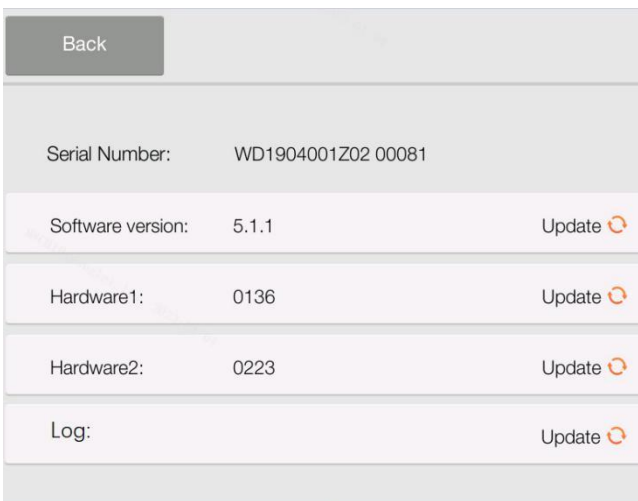 Back
Serial Number: WD1904001Z02 00081
Software version: 5.1.1 Update
Hardware1: 0136 Update
Hardware2: 0223 Update
Log: Update